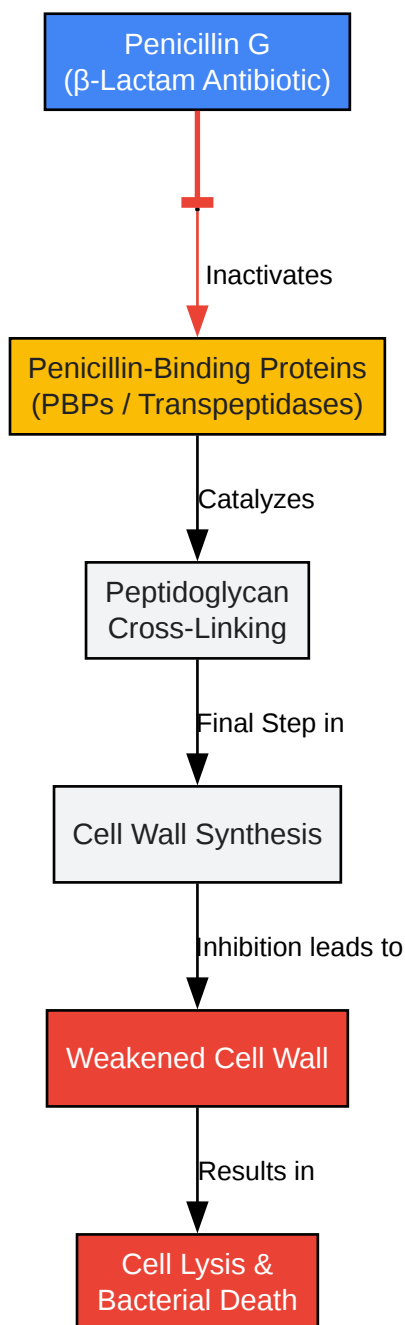 Penicillin G
(β-Lactam Antibiotic)
Inactivates
Penicillin-Binding Proteins
(PBPs / Transpeptidases)
Catalyzes
Peptidoglycan
Cross-Linking
Final Step in
Cell Wall Synthesis
Inhibition leads to
Weakened Cell Wall
Results in
Cell Lysis &
Bacterial Death